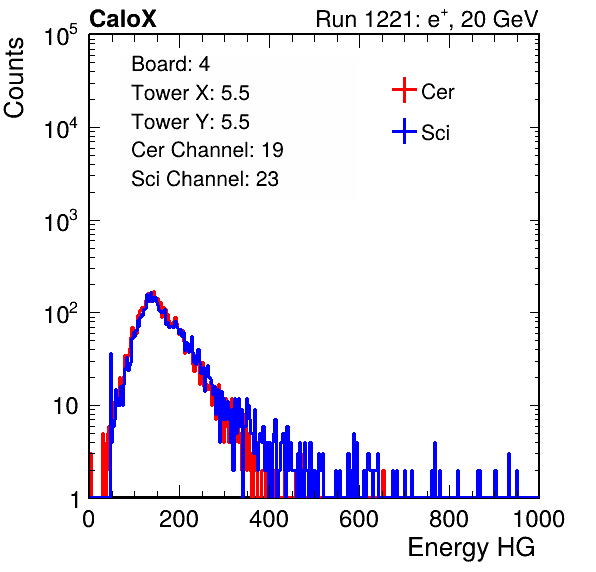 CaloX Run 1221: e⁺, 20 GeV
Counts
Board: 4
Tower X: 5.5
Tower Y: 5.5
Cer Channel: 19
Sci Channel: 23
Cer
Sci
10⁵
10⁴
10³
10²
10
1
0 200 400 600 800 1000
Energy HG